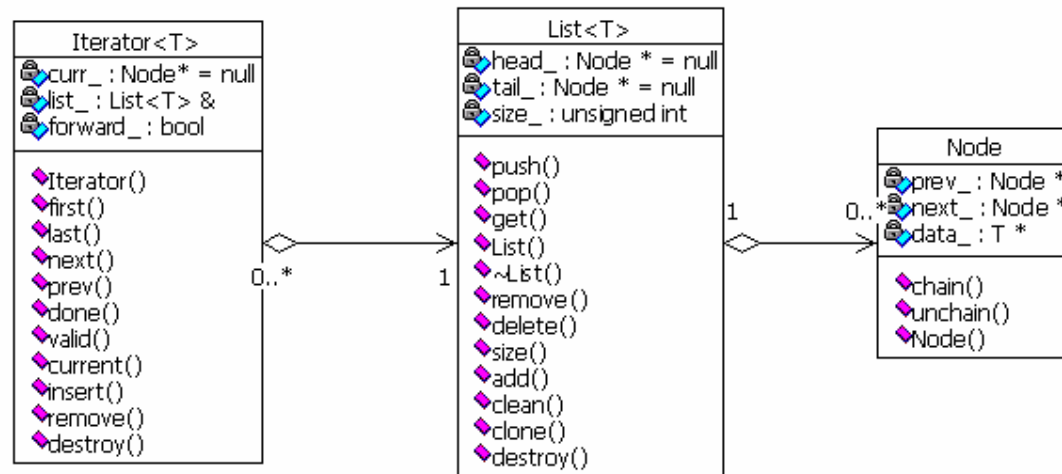 Iterator<T>
curr_ : Node* = null
list_ : List<T> &
forward_ : bool
Iterator()
first()
last()
next()
prev()
done()
valid()
current()
insert()
remove()
destroy()
0..*
1
List<T>
head_ : Node * = null
tail_ : Node * = null
size_ : unsigned int
push()
pop()
get()
List()
~List()
remove()
delete()
size()
add()
clean()
clone()
destroy()
1
0..*
Node
prev_ : Node *
next_ : Node *
data_ : T *
chain()
unchain()
Node()